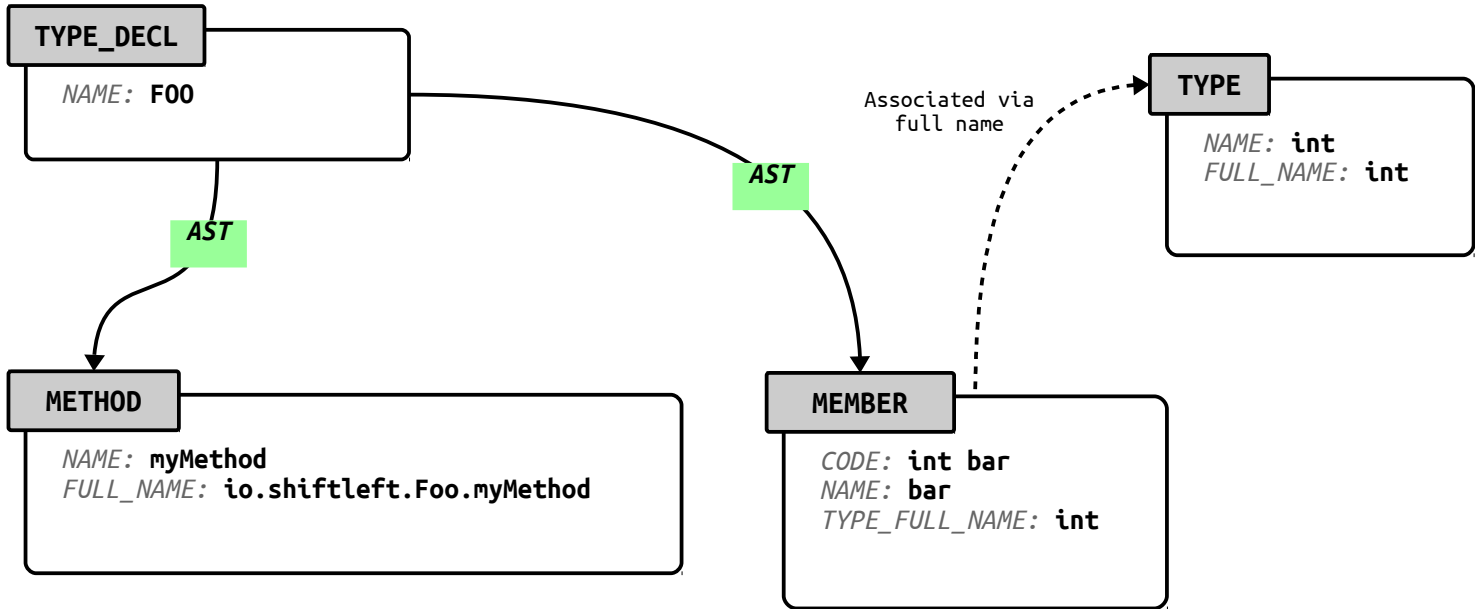 TYPE_DECL
NAME: FOO
Associated via
full name
TYPE
NAME: int
FULL_NAME: int
AST
AST
METHOD
NAME: myMethod
FULL_NAME: io.shiftleft.Foo.myMethod
MEMBER
CODE: int bar
NAME: bar
TYPE_FULL_NAME: int